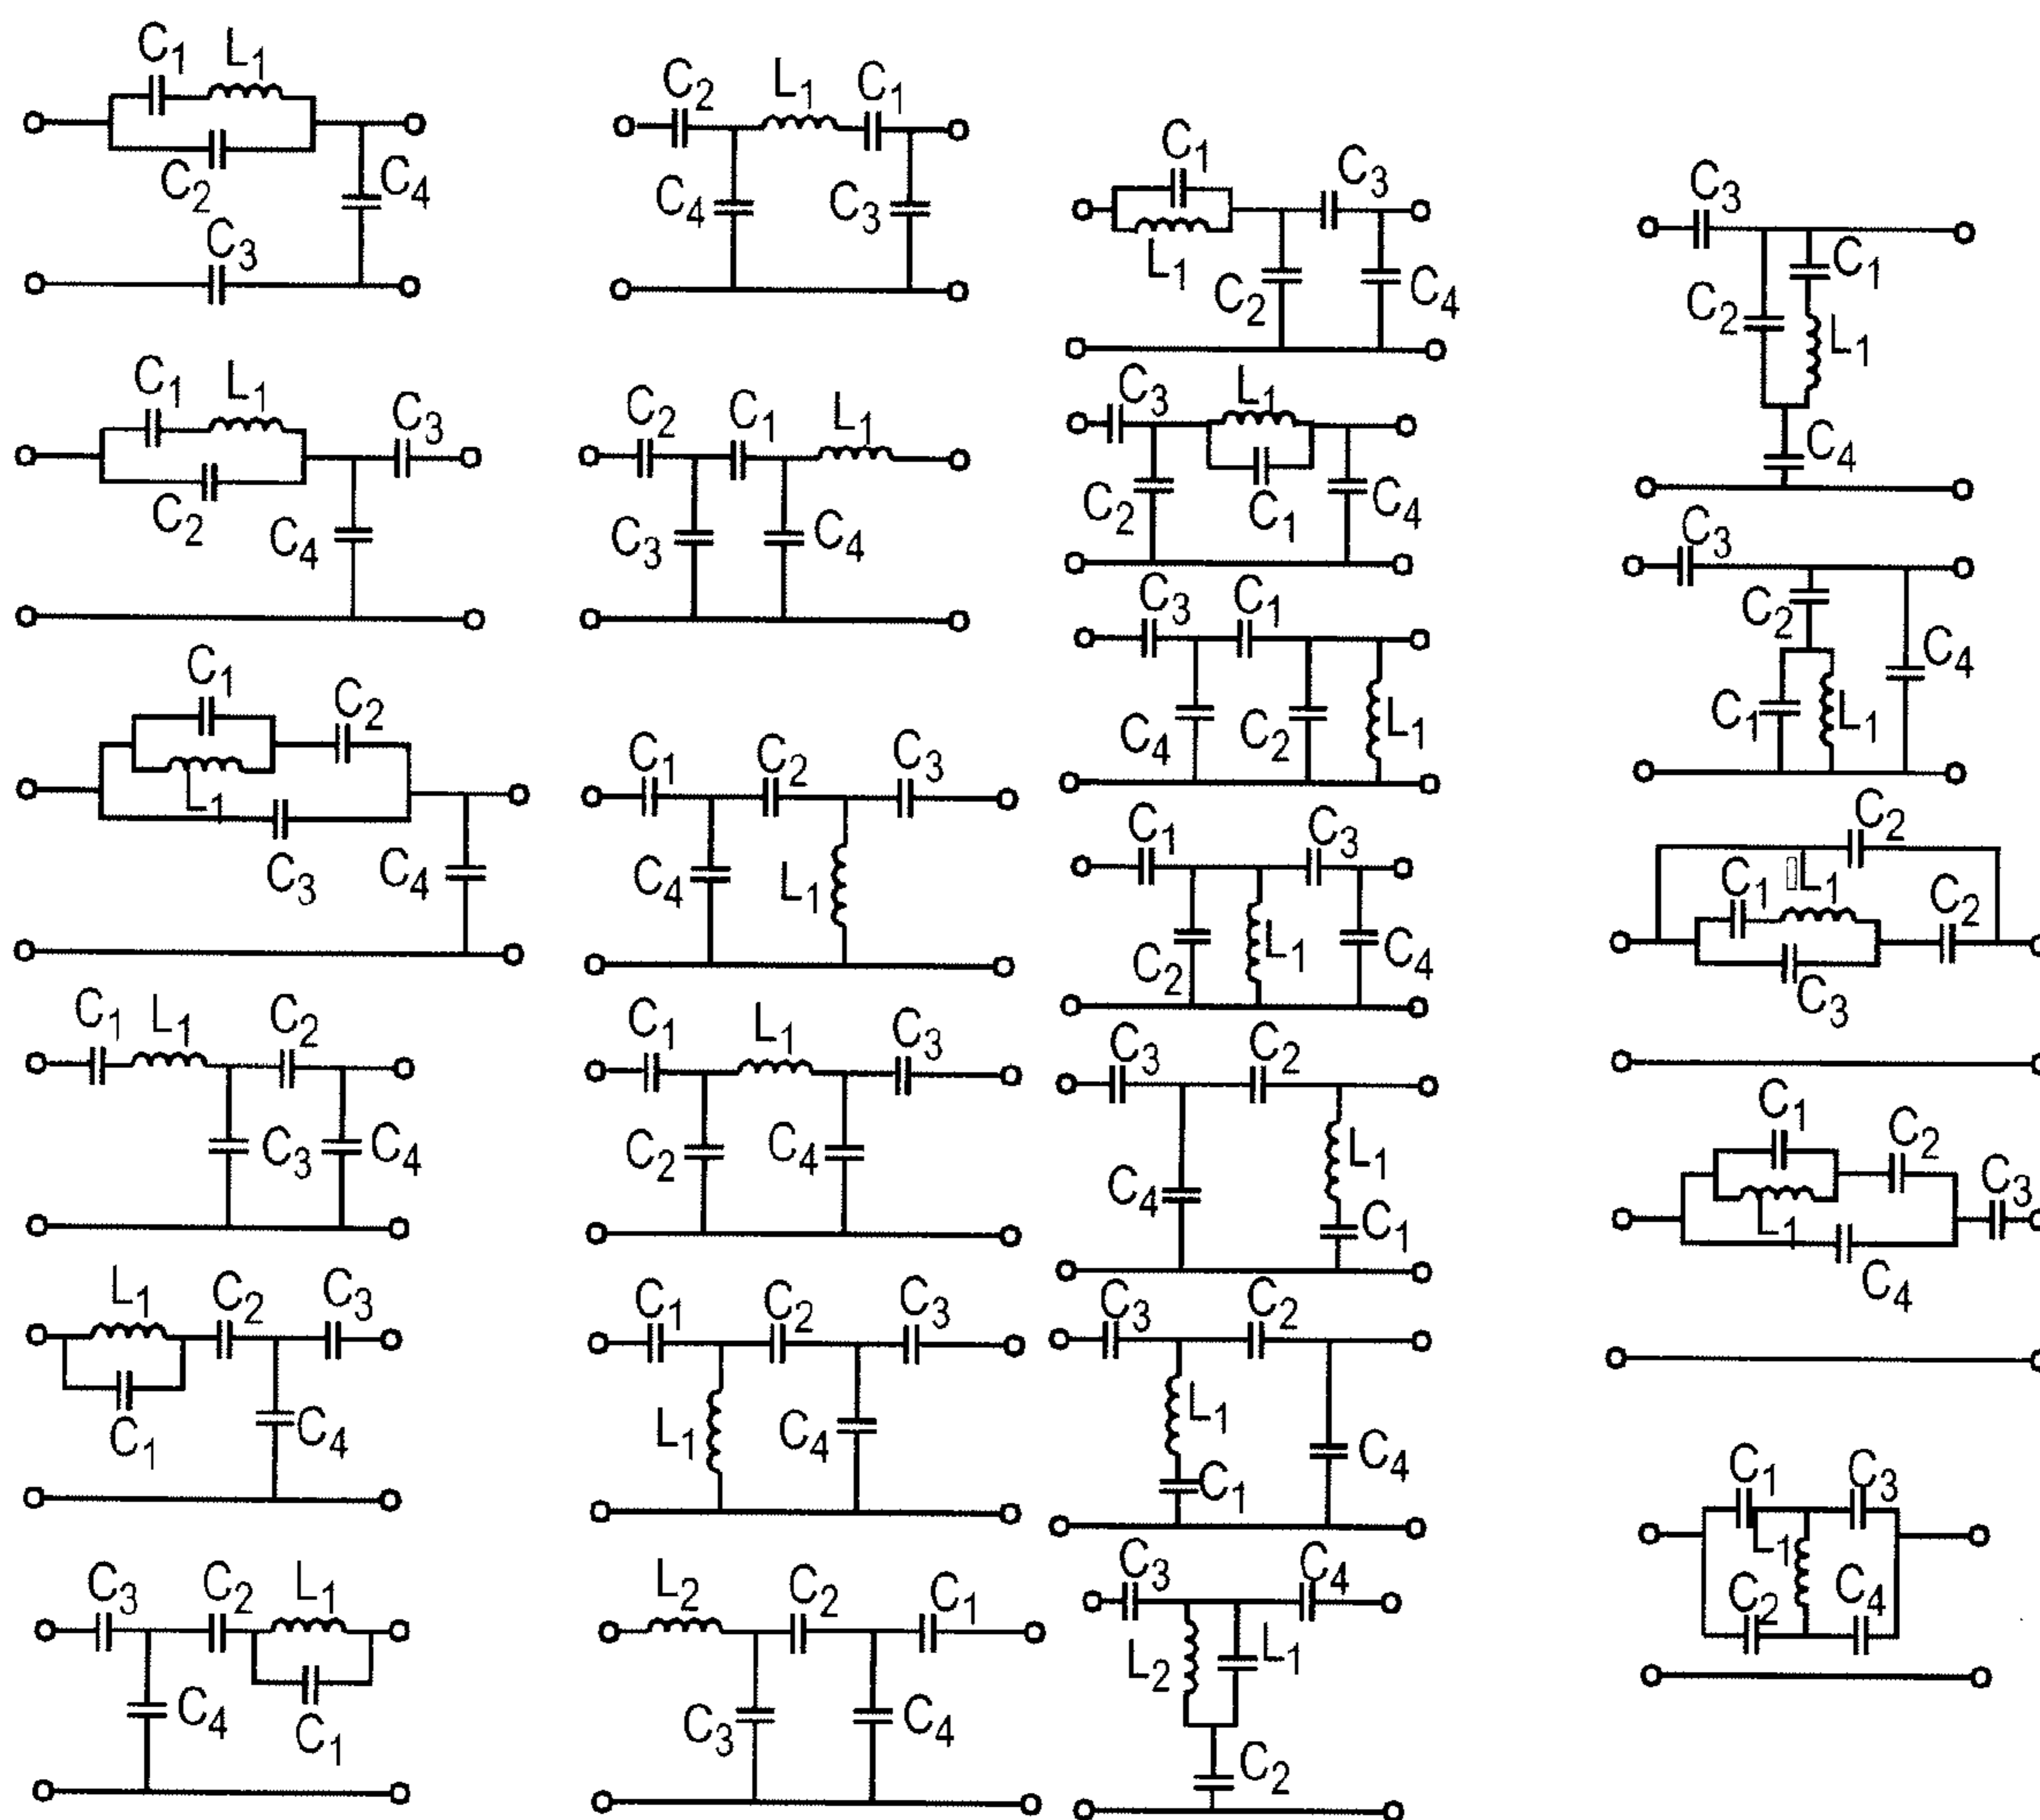 C₁ L₁
C₂ C₄
C₃
C₁ L₁ C₃
C₂ C₄
C₁ C₂
L₁
C₃ C₄
C₁ L₁ C₂
C₃ C₄
L₁ C₂ C₃
C₁ C₄
C₃ C₂ L₁
C₄ C₁
C₂ L₁ C₁
C₄ C₃
C₂ C₁ L₁
C₃ C₄
C₁ C₂ C₃
C₄ L₁
C₁ L₁ C₃
C₂ C₄
C₁ C₂ C₃
L₁ C₄
L₂ C₂ C₁
C₃ C₄
C₁ C₃
L₁ C₂ C₄
C₃ L₁
C₂ C₁ C₄
C₃ C₁
C₄ C₂ L₁
C₁ C₃
C₂ L₁ C₄
C₃ C₂
C₄ L₁
C₁
C₃ C₂
L₁ C₄
C₁
C₃ C₄
L₂ L₁
C₂
C₃
C₁
C₂ L₁
C₄
C₃
C₂
C₄
C₁ L₁
C₂
C₁ L₁ C₂
C₃
C₁ C₂
L₁ C₃
C₄
C₁ C₃
L₁
C₂ C₄